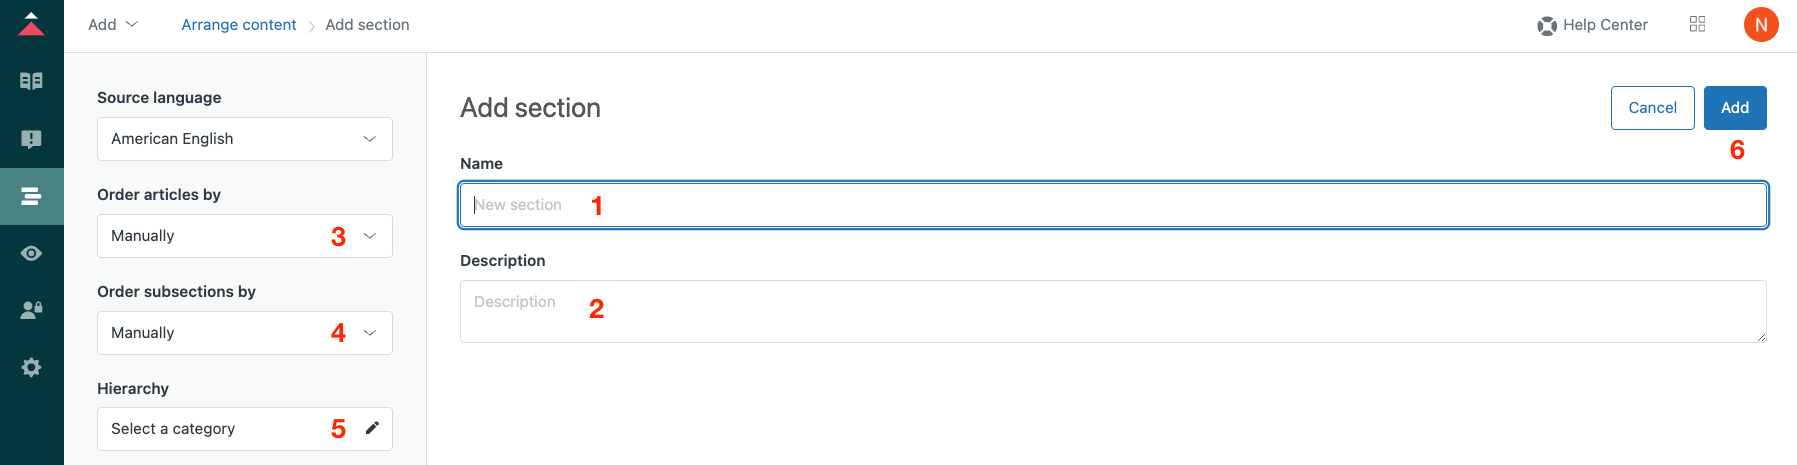 Add
Arrange content
Add section
Help Center
N
Source language
American English
Order articles by
Manually
3
Order subsections by
Manually
4
Hierarchy
Select a category
5
Add section
Cancel
Add
6
Name
New section
1
Description
Description
2